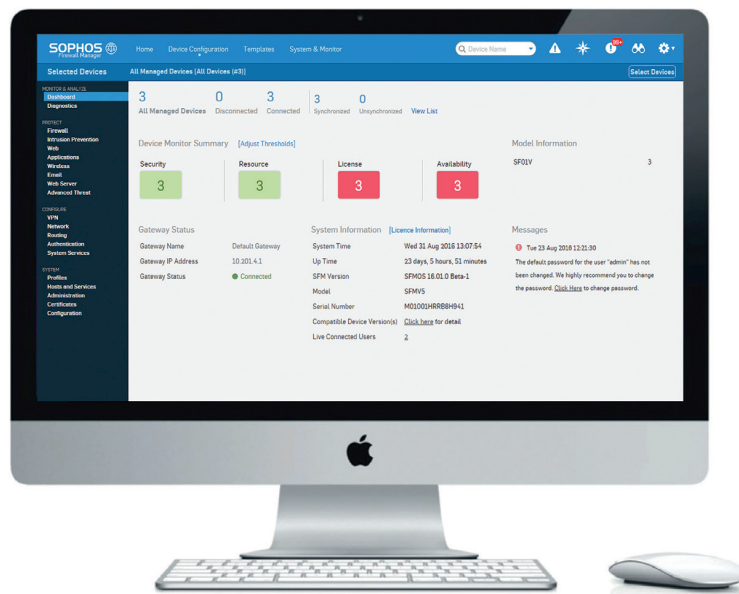 SOPHOS
Firewall Manager
Home Device Configuration Templates System & Monitor
Device Name
99+
Selected Devices
All Managed Devices (All Devices (#3))
Select Devices
MONITOR & ANALYZE
Dashboard
Diagnostics
PROTECT
Firewall
Intrusion Prevention
Web
Applications
Wireless
Email
Web Server
Advanced Threat
CONFIGURE
VPN
Network
Routing
Authentication
System Services
SYSTEM
Profiles
Hosts and Services
Administration
Certificates
Configuration
3 0 3 3 0
All Managed Devices Disconnected Connected Synchronized Unsynchronized View List
Device Monitor Summary [Adjust Thresholds]
Security Resource License Availability
3 3 3 3
Model Information
SF01V 3
Gateway Status
Gateway Name Default Gateway
Gateway IP Address 10.201.4.1
Gateway Status Connected
System Information [Licence Information]
System Time Wed 31 Aug 2016 13:07:54
Up Time 23 days, 5 hours, 51 minutes
SFM Version SFMOS 16.01.0 Beta-1
Model SFMV5
Serial Number M01001HRRB8H941
Compatible Device Version(s) Click here for detail
Live Connected Users 2
Messages
Tue 23 Aug 2016 12:21:30
The default password for the user "admin" has not
been changed. We highly recommend you to change
the password. Click Here to change password.